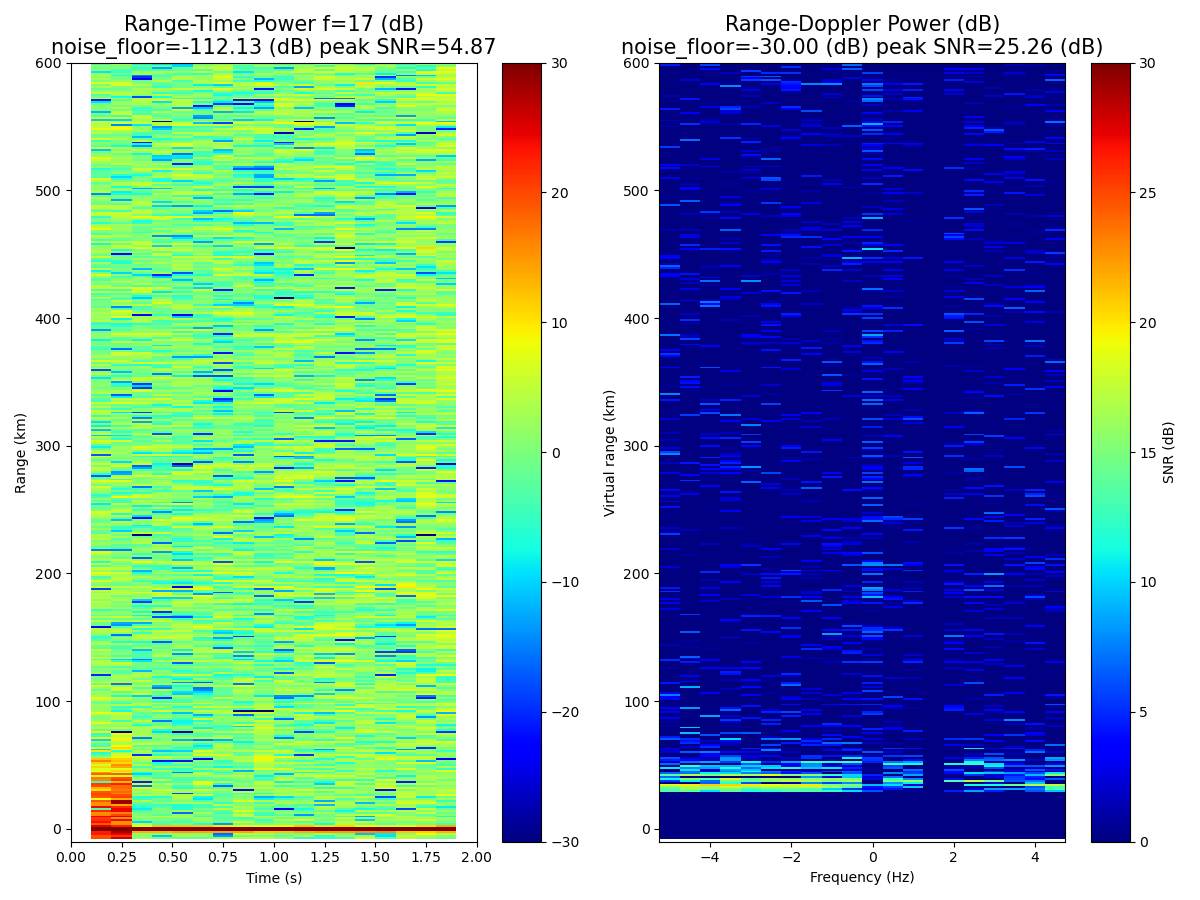 Range-Time Power f=17 (dB)
noise_floor=-112.13 (dB) peak SNR=54.87
600
500
400
300
200
100
0
Range (km)
0.00 0.25 0.50 0.75 1.00 1.25 1.50 1.75 2.00
Time (s)
30
20
10
0
−10
−20
−30
Range-Doppler Power (dB)
noise_floor=-30.00 (dB) peak SNR=25.26 (dB)
600
500
400
300
200
100
0
Virtual range (km)
−4 −2 0 2 4
Frequency (Hz)
30
25
20
15
10
5
0
SNR (dB)